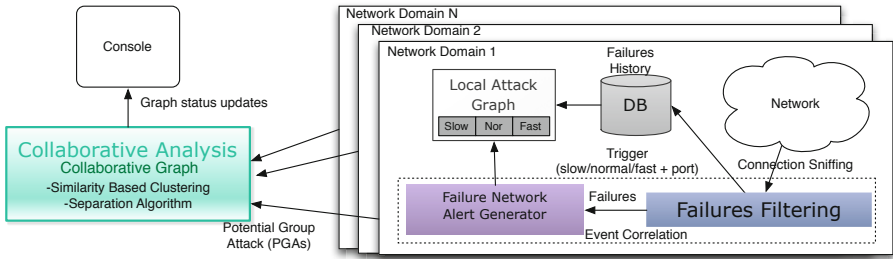 Network Domain N
Network Domain 2
Network Domain 1
Console
Graph status updates
Collaborative Analysis
Collaborative Graph
-Similarity Based Clustering
-Separation Algorithm
Potential Group
Attack (PGAs)
Local Attack
Graph
Slow
Nor
Fast
Failures
History
DB
Network
Trigger
(slow/normal/fast + port)
Connection Sniffing
Failure Network
Alert Generator
Failures
Failures Filtering
Event Correlation